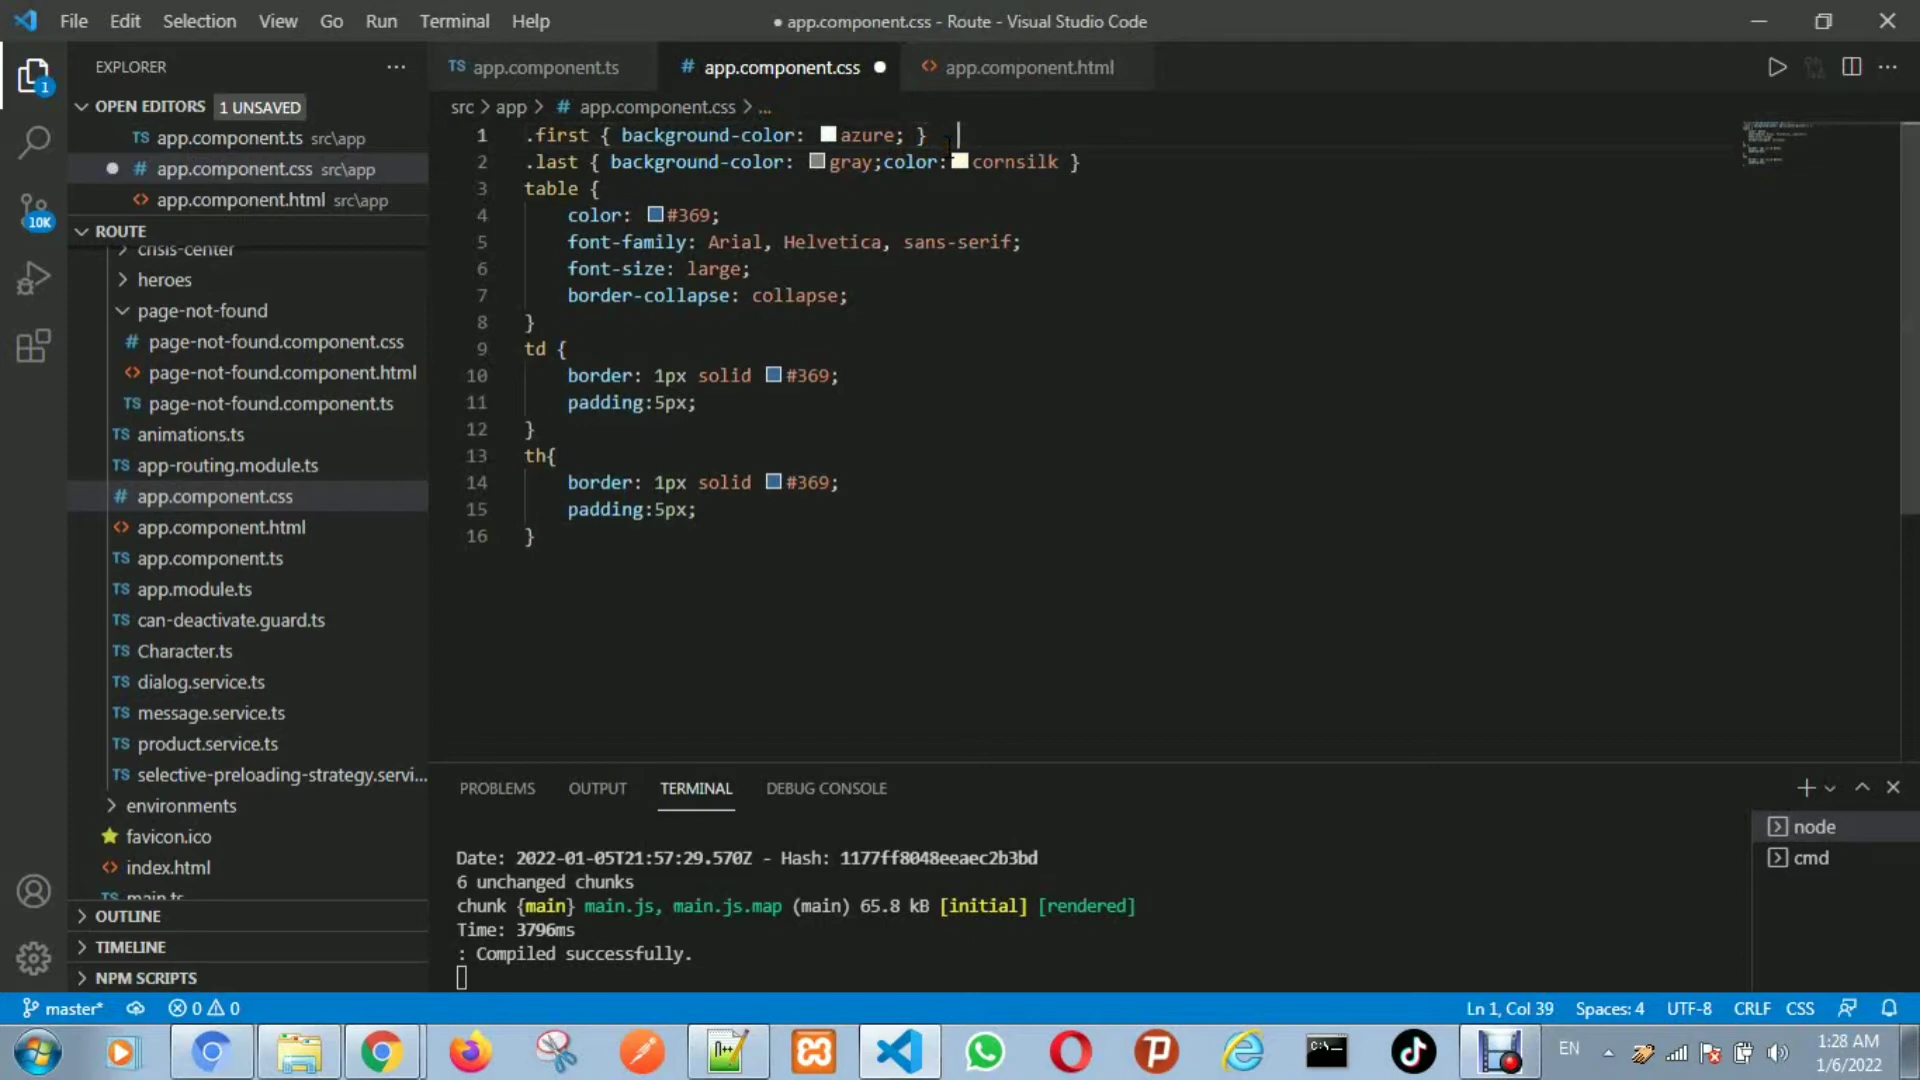 File Edit Selection View Go Run Terminal Help
● app.component.css - Route - Visual Studio Code
EXPLORER
OPEN EDITORS 1 UNSAVED
TS app.component.ts src\app
# app.component.css src\app
<> app.component.html src\app
ROUTE
crisis-center
heroes
page-not-found
# page-not-found.component.css
<> page-not-found.component.html
TS page-not-found.component.ts
TS animations.ts
TS app-routing.module.ts
# app.component.css
<> app.component.html
TS app.component.ts
TS app.module.ts
TS can-deactivate.guard.ts
TS Character.ts
TS dialog.service.ts
TS message.service.ts
TS product.service.ts
TS selective-preloading-strategy.servi...
environments
favicon.ico
<> index.html
TS main.ts
OUTLINE
TIMELINE
NPM SCRIPTS
1
10K
TS app.component.ts # app.component.css <> app.component.html
src > app > # app.component.css > ...
1 .first { background-color: azure; }
2 .last { background-color: gray;color:cornsilk }
3 table {
4 color: #369;
5 font-family: Arial, Helvetica, sans-serif;
6 font-size: large;
7 border-collapse: collapse;
8 }
9 td {
10 border: 1px solid #369;
11 padding:5px;
12 }
13 th{
14 border: 1px solid #369;
15 padding:5px;
16 }
PROBLEMS OUTPUT TERMINAL DEBUG CONSOLE
Date: 2022-01-05T21:57:29.570Z - Hash: 1177ff8048eeaec2b3bd
6 unchanged chunks
chunk {main} main.js, main.js.map (main) 65.8 kB [initial] [rendered]
Time: 3796ms
: Compiled successfully.
node
cmd
master* 0 0
Ln 1, Col 39 Spaces: 4 UTF-8 CRLF CSS
EN
1:28 AM
1/6/2022